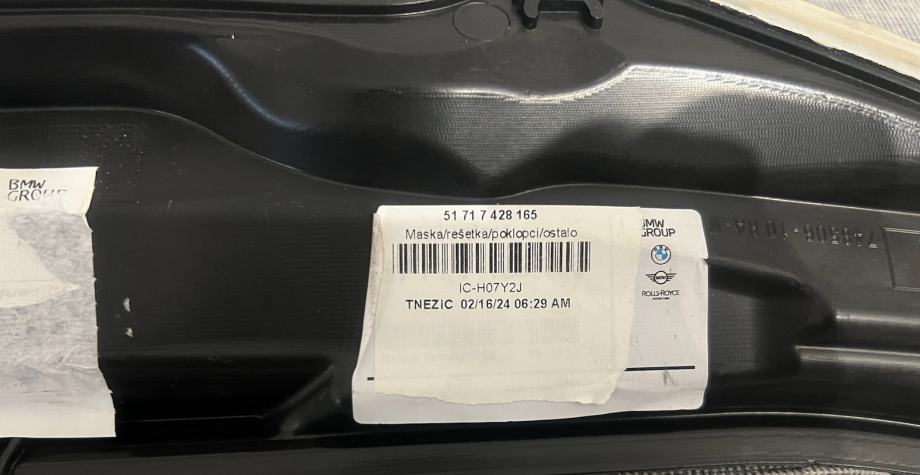 BMW
GROUP
51 71 7 428 165
Maska/rešetka/poklopci/ostalo
IC-H07Y2J
TNEZIC 02/16/24 06:29 AM
BMW
GROUP
MINI
ROLLS-ROYCE